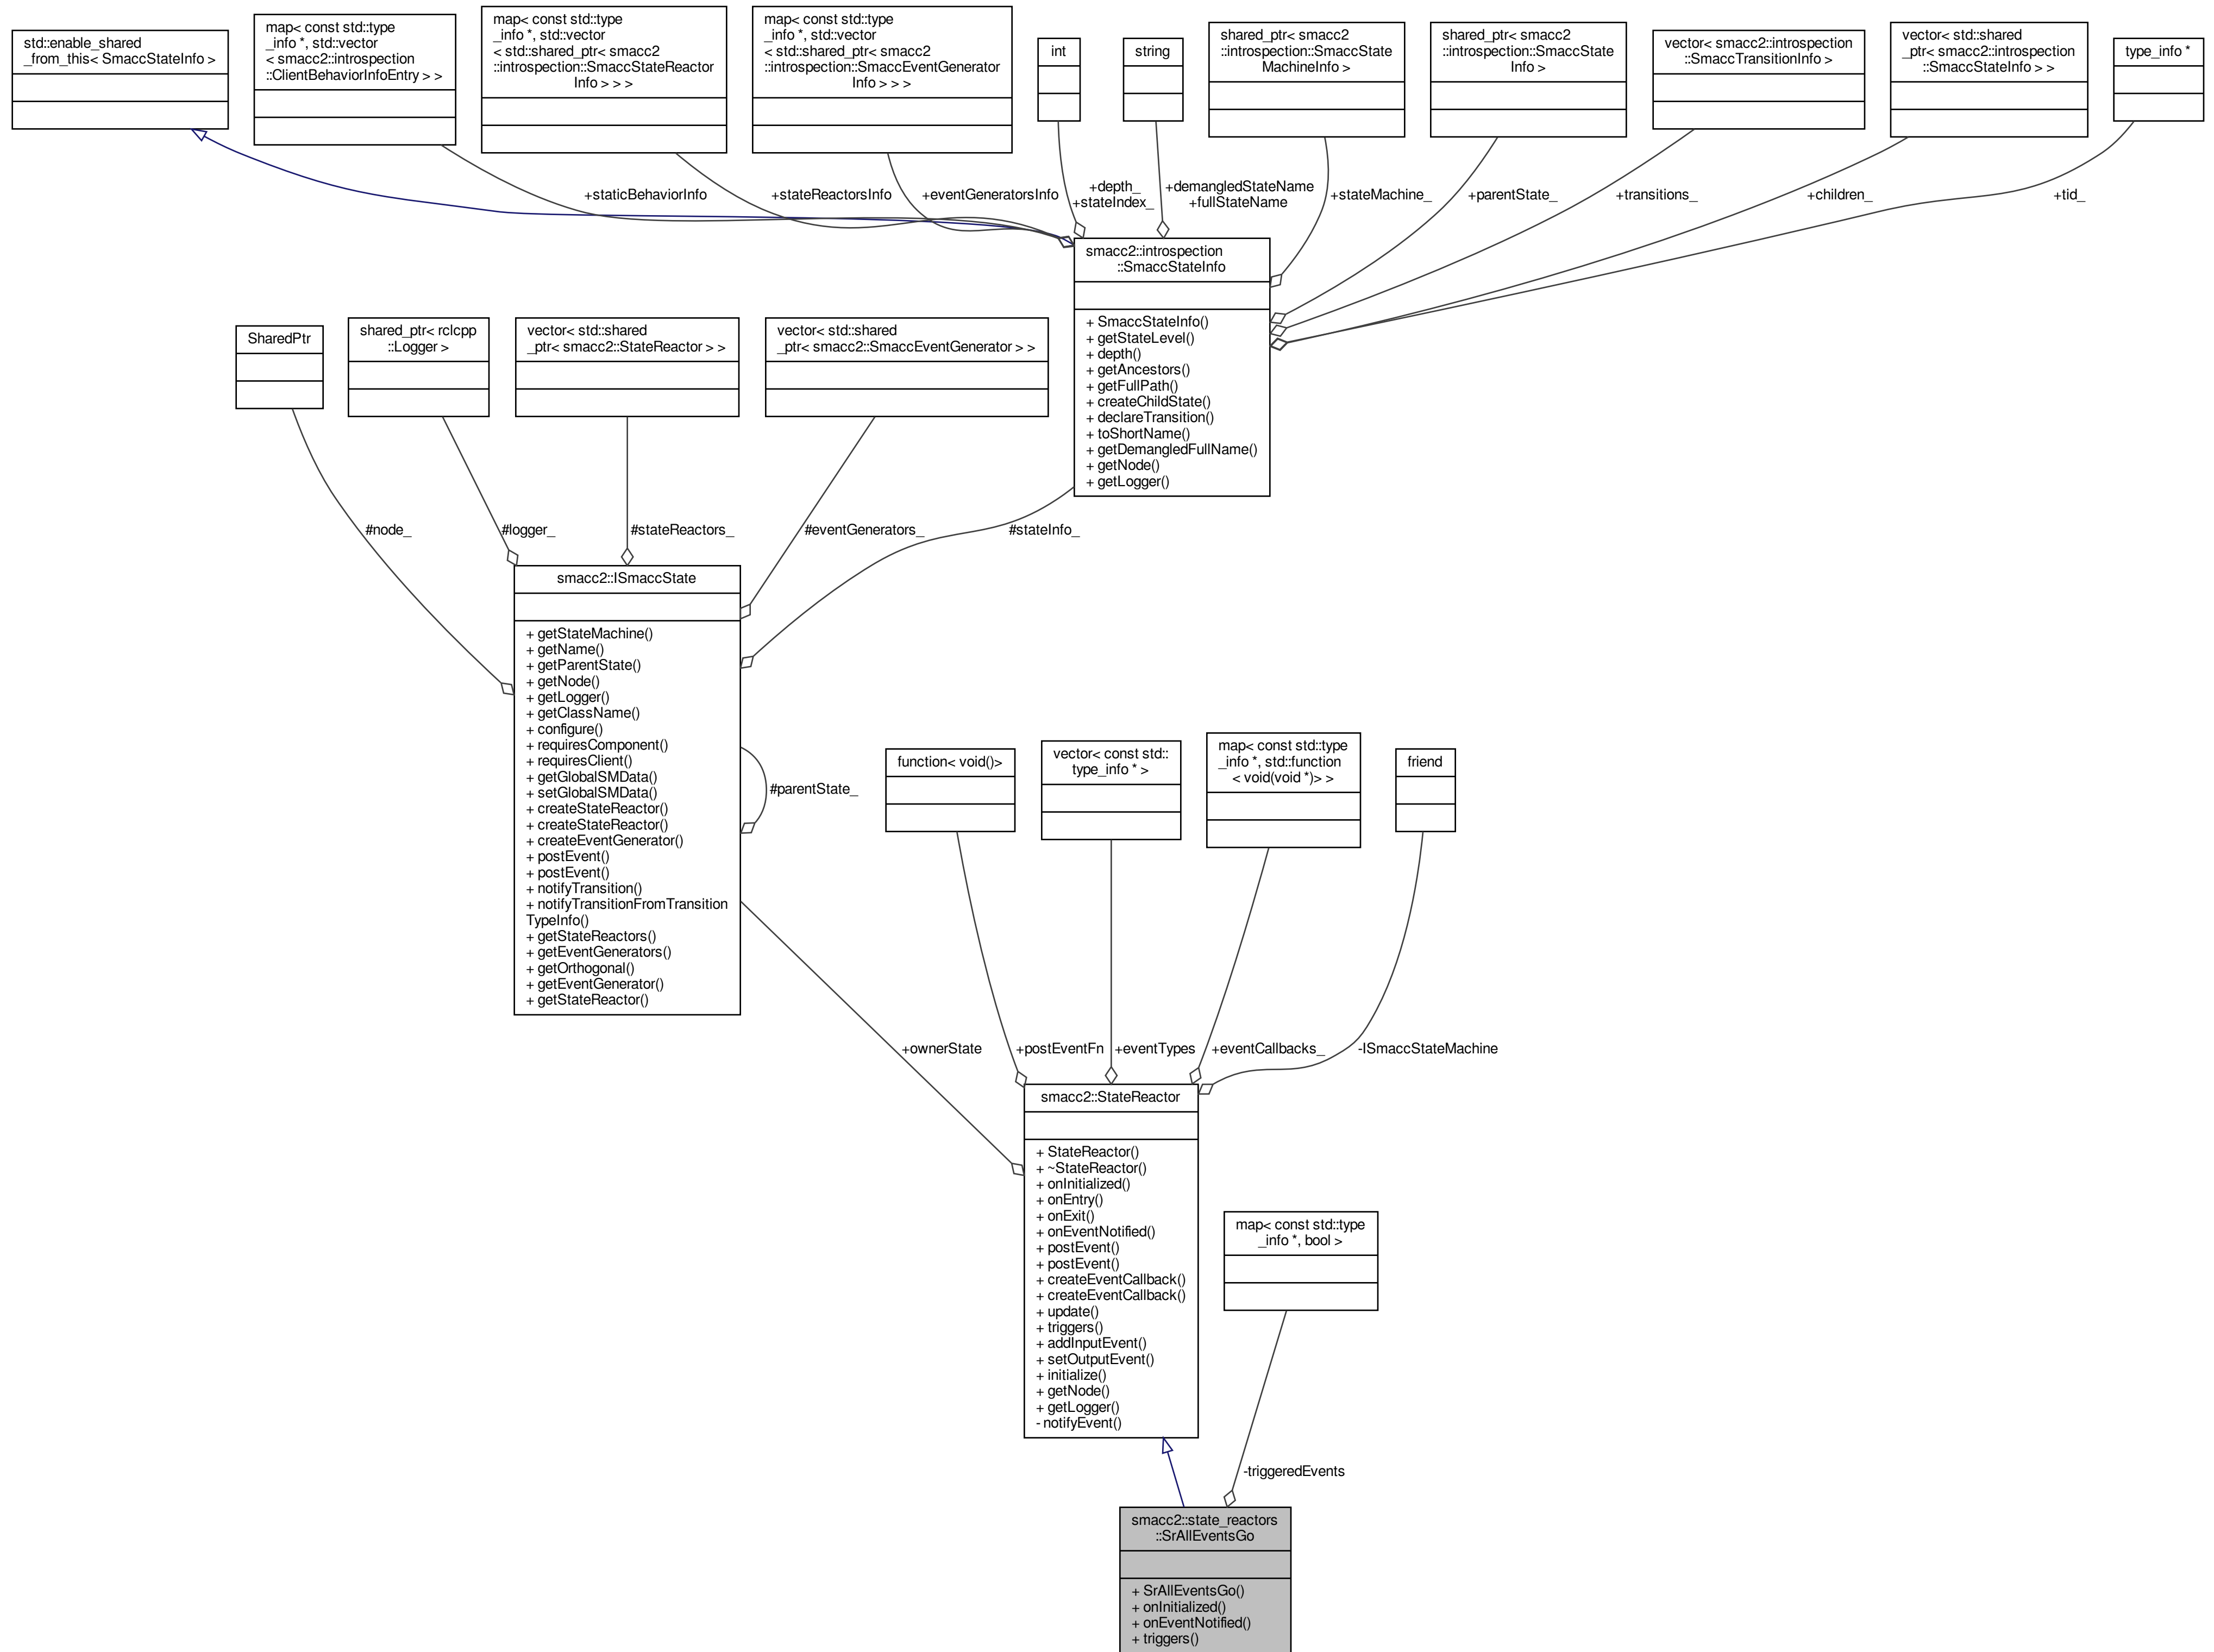 std::enable_shared
_from_this< SmaccStateInfo >
map< const std::type
_info *, std::vector
< smacc2::introspection
::ClientBehaviorInfoEntry > >
map< const std::type
_info *, std::vector
< std::shared_ptr< smacc2
::introspection::SmaccStateReactor
Info > > >
map< const std::type
_info *, std::vector
< std::shared_ptr< smacc2
::introspection::SmaccEventGenerator
Info > > >
int
string
shared_ptr< smacc2
::introspection::SmaccState
MachineInfo >
shared_ptr< smacc2
::introspection::SmaccState
Info >
vector< smacc2::introspection
::SmaccTransitionInfo >
vector< std::shared
_ptr< smacc2::introspection
::SmaccStateInfo > >
type_info *
+staticBehaviorInfo
+stateReactorsInfo
+eventGeneratorsInfo
+depth_
+stateIndex_
+demangledStateName
+fullStateName
+stateMachine_
+parentState_
+transitions_
+children_
+tid_
smacc2::introspection
::SmaccStateInfo
+ SmaccStateInfo()
+ getStateLevel()
+ depth()
+ getAncestors()
+ getFullPath()
+ createChildState()
+ declareTransition()
+ toShortName()
+ getDemangledFullName()
+ getNode()
+ getLogger()
SharedPtr
shared_ptr< rclcpp
::Logger >
vector< std::shared
_ptr< smacc2::StateReactor > >
vector< std::shared
_ptr< smacc2::SmaccEventGenerator > >
#node_
#logger_
#stateReactors_
#eventGenerators_
#stateInfo_
smacc2::ISmaccState
+ getStateMachine()
+ getName()
+ getParentState()
+ getNode()
+ getLogger()
+ getClassName()
+ configure()
+ requiresComponent()
+ requiresClient()
+ getGlobalSMData()
+ setGlobalSMData()
+ createStateReactor()
+ createStateReactor()
+ createEventGenerator()
+ postEvent()
+ postEvent()
+ notifyTransition()
+ notifyTransitionFromTransition
TypeInfo()
+ getStateReactors()
+ getEventGenerators()
+ getOrthogonal()
+ getEventGenerator()
+ getStateReactor()
#parentState_
function< void()>
vector< const std::
type_info * >
map< const std::type
_info *, std::function
< void(void *)> >
friend
+ownerState
+postEventFn
+eventTypes
+eventCallbacks_
-ISmaccStateMachine
smacc2::StateReactor
+ StateReactor()
+ ~StateReactor()
+ onInitialized()
+ onEntry()
+ onExit()
+ onEventNotified()
+ postEvent()
+ postEvent()
+ createEventCallback()
+ createEventCallback()
+ update()
+ triggers()
+ addInputEvent()
+ setOutputEvent()
+ initialize()
+ getNode()
+ getLogger()
- notifyEvent()
map< const std::type
_info *, bool >
-triggeredEvents
smacc2::state_reactors
::SrAllEventsGo
+ SrAllEventsGo()
+ onInitialized()
+ onEventNotified()
+ triggers()